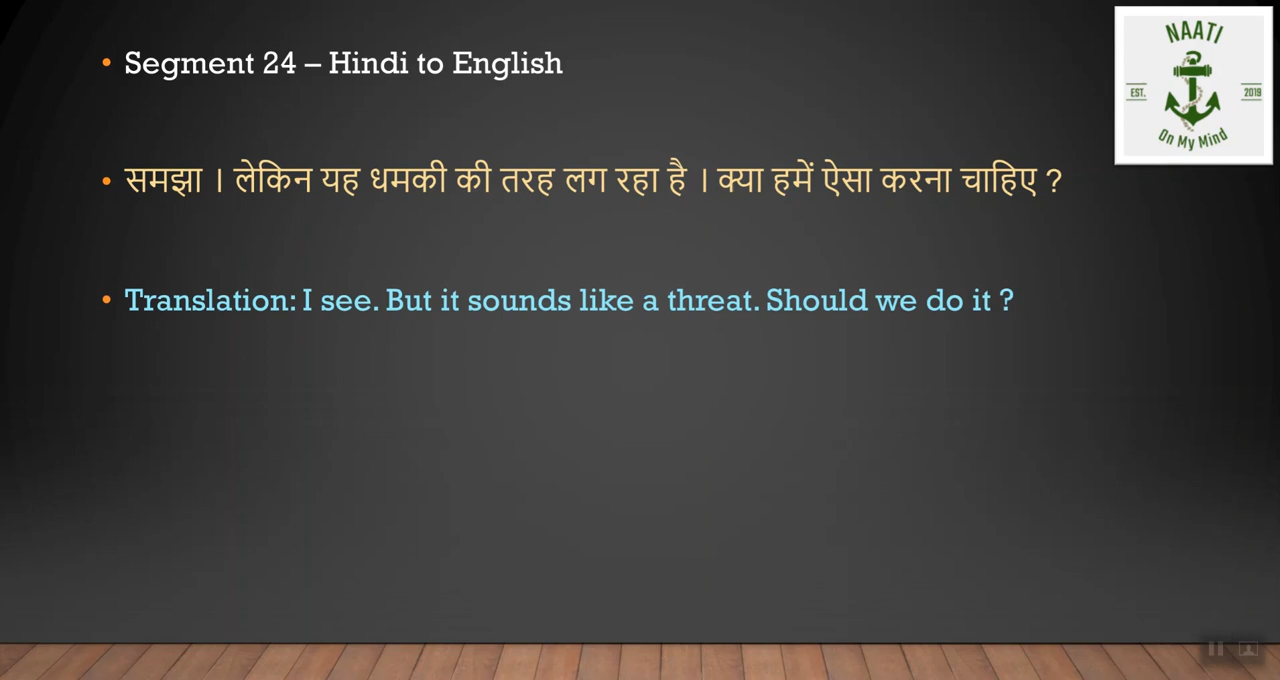 NAATI
EST. 2019
On My Mind
Segment 24 – Hindi to English
समझा । लेकिन यह धमकी की तरह लग रहा है । क्या हमें ऐसा करना चाहिए ?
Translation: I see. But it sounds like a threat. Should we do it ?